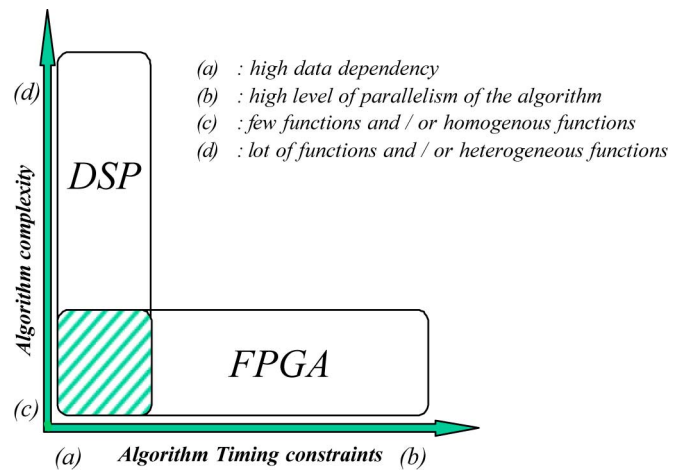 (a) : high data dependency
(b) : high level of parallelism of the algorithm
(c) : few functions and / or homogenous functions
(d) : lot of functions and / or heterogeneous functions
(d)
DSP
Algorithm complexity
FPGA
(c)
(a) Algorithm Timing constraints (b)